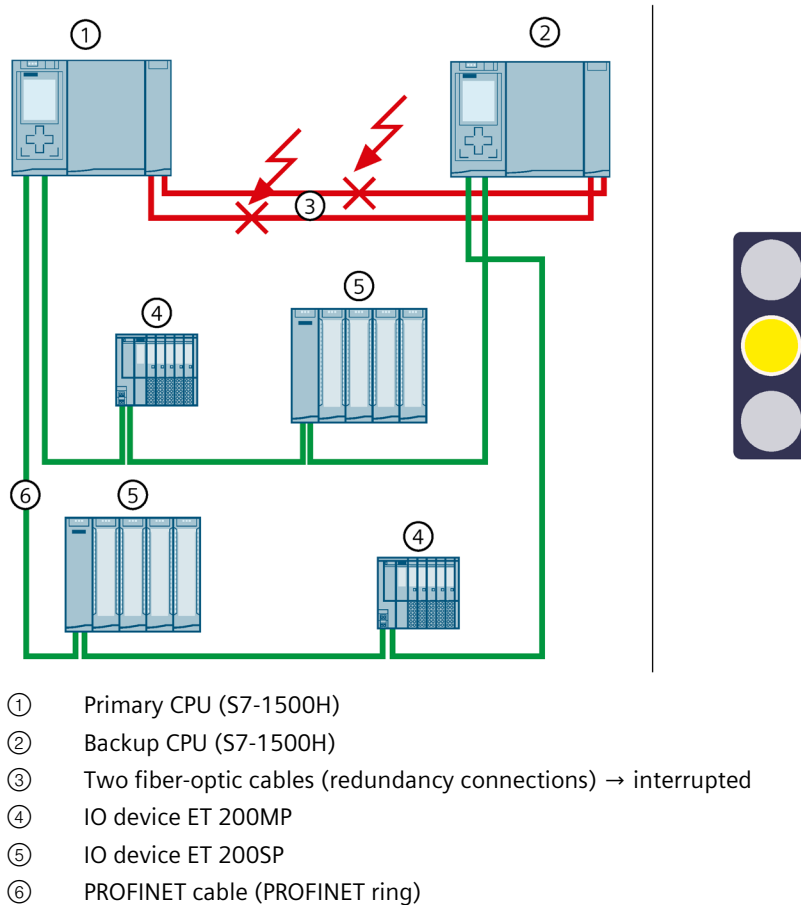 ①
②
③
④
⑤
⑥
⑤
④
① Primary CPU (S7-1500H)
② Backup CPU (S7-1500H)
③ Two fiber-optic cables (redundancy connections) → interrupted
④ IO device ET 200MP
⑤ IO device ET 200SP
⑥ PROFINET cable (PROFINET ring)